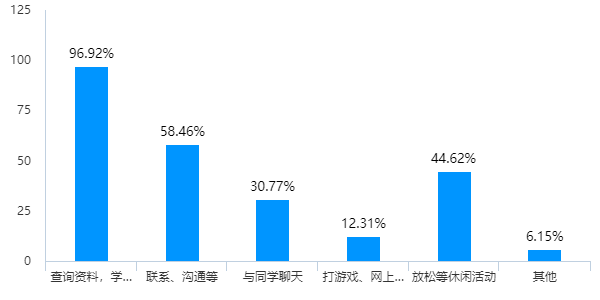 125
100
75
50
25
0
96.92%
58.46%
30.77%
12.31%
44.62%
6.15%
查询资料，学...
联系、沟通等
与同学聊天
打游戏、网上...
放松等休闲活动
其他